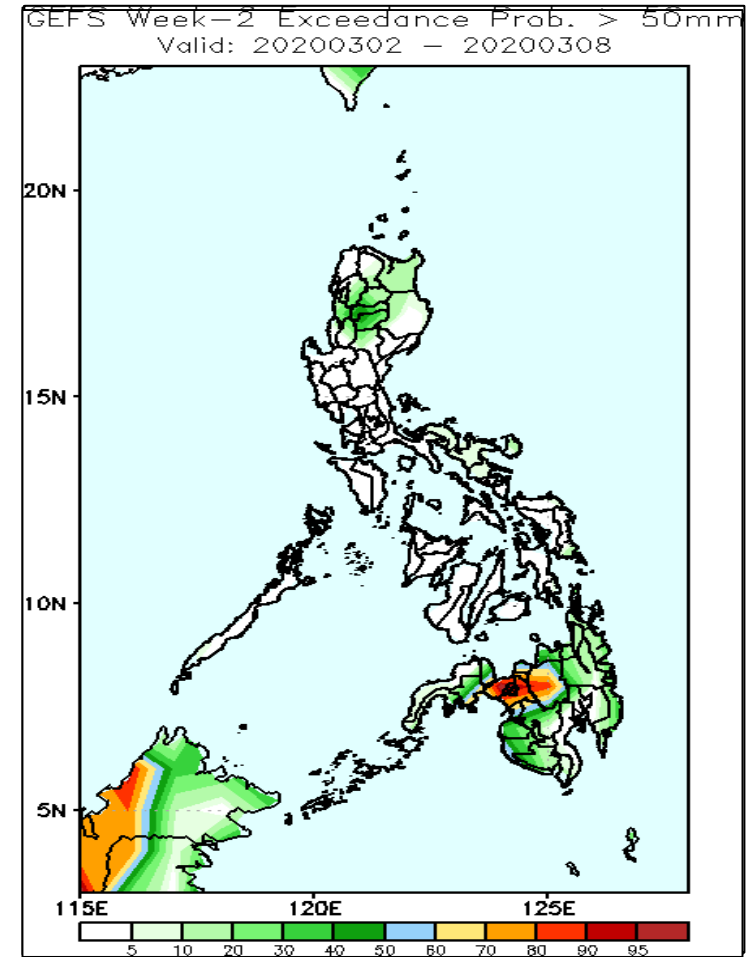 GEFS Week-2 Exceedance Prob. > 50mm
Valid: 20200302 - 20200308
20N
15N
10N
5N
115E 120E 125E
5 10 20 30 40 50 60 70 80 90 95